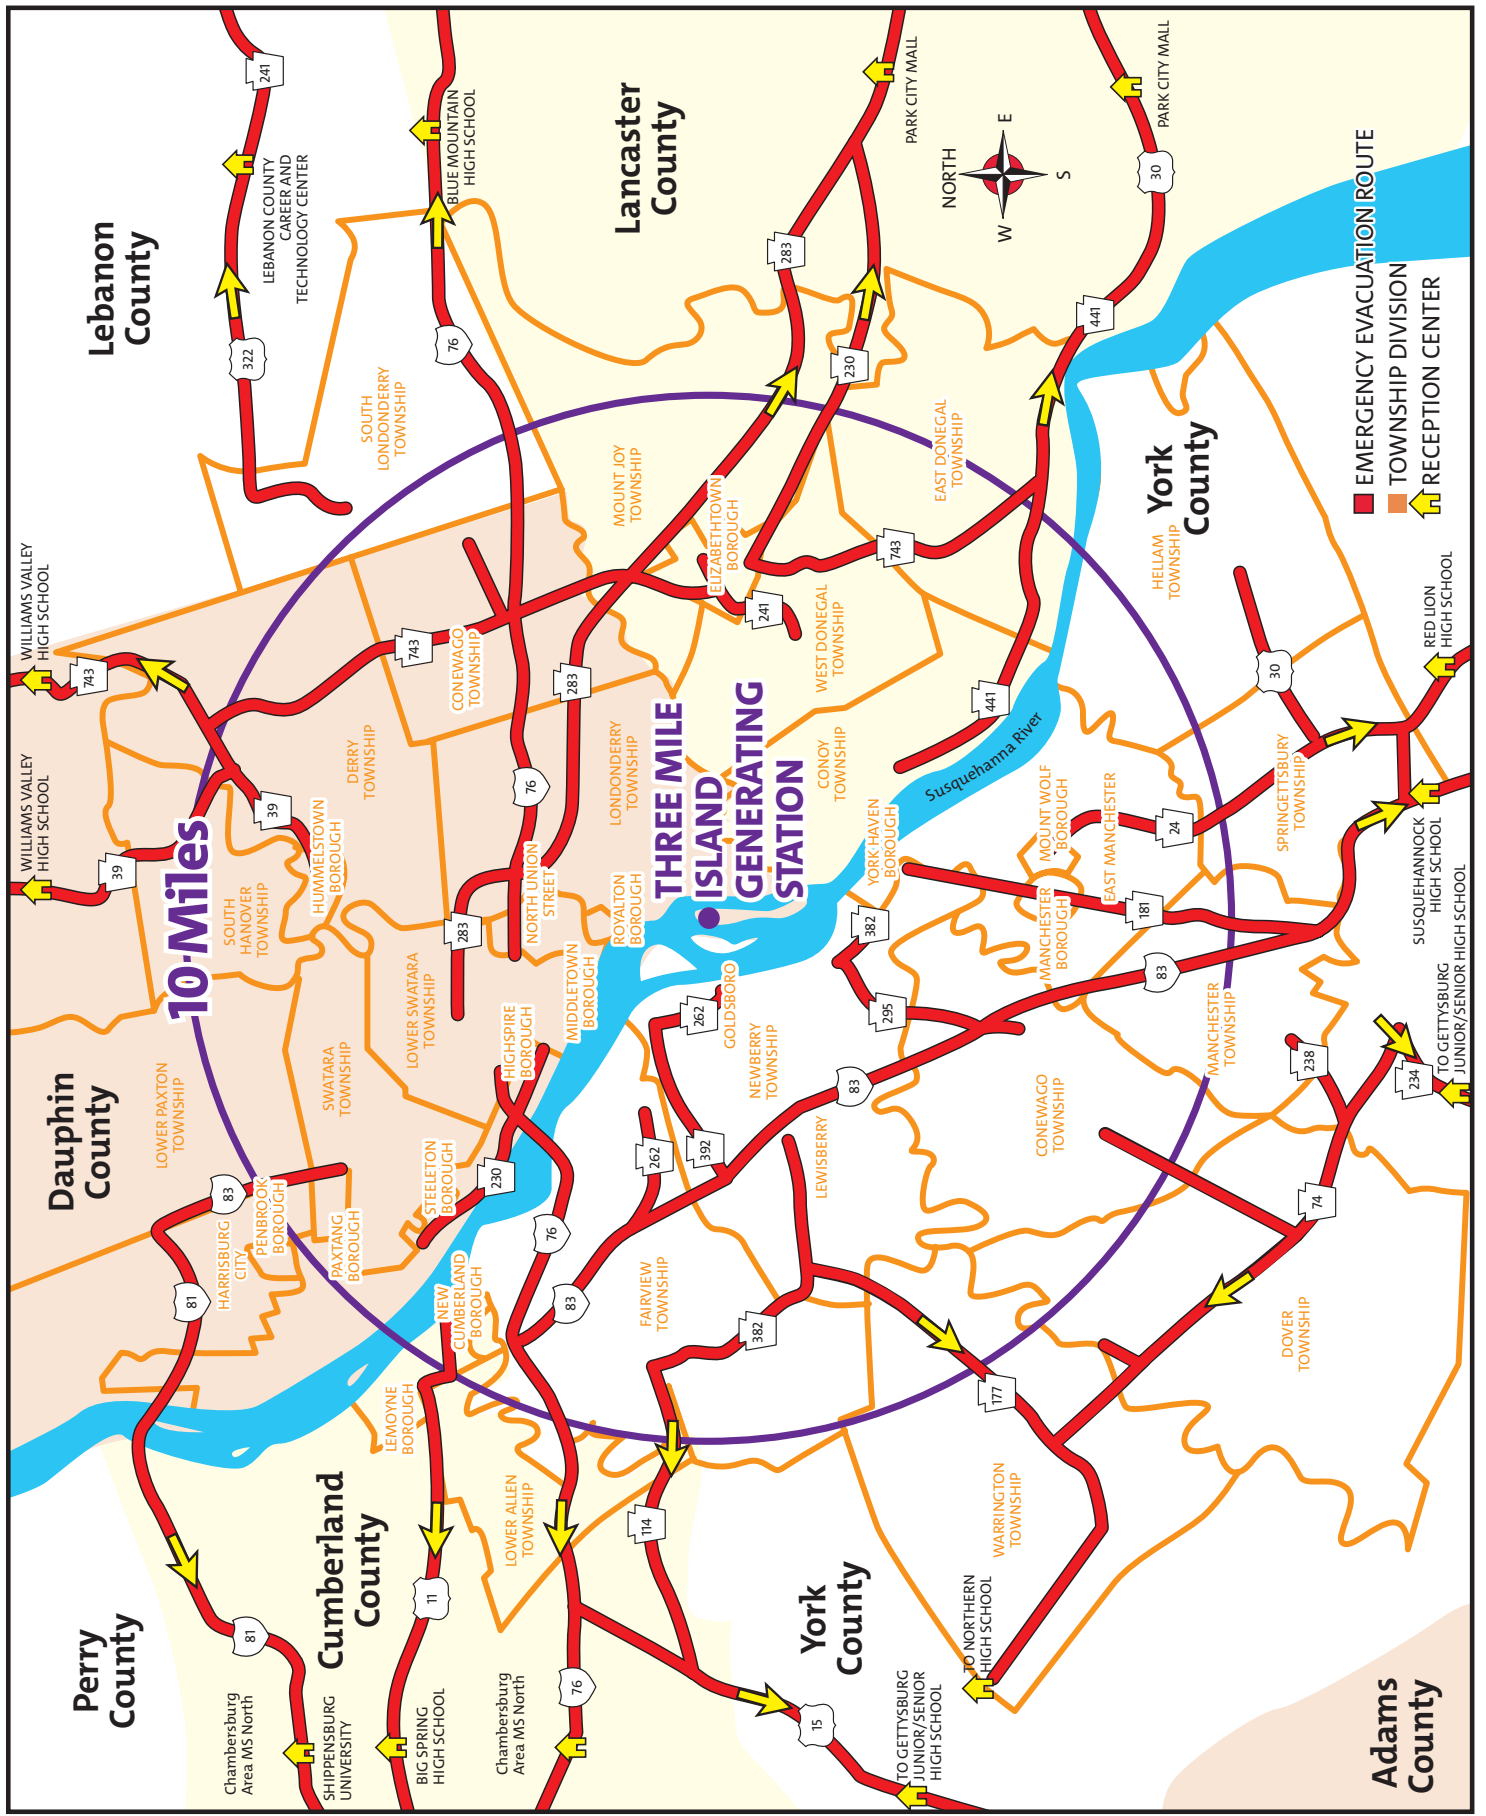 Perry
County
Dauphin
County
Lebanon
County
Cumberland
County
Lancaster
County
York
County
York
County
Adams
County
10-Miles
THREE MILE
ISLAND
GENERATING
STATION
Susquehanna River
WILLIAMS VALLEY
HIGH SCHOOL
WILLIAMS VALLEY
HIGH SCHOOL
LEBANON COUNTY
CAREER AND
TECHNOLOGY CENTER
BLUE MOUNTAIN
HIGH SCHOOL
PARK CITY MALL
PARK CITY MALL
Chambersburg
Area MS North
SHIPPENSBURG
UNIVERSITY
BIG SPRING
HIGH SCHOOL
Chambersburg
Area MS North
TO GETTYSBURG
JUNIOR/SENIOR
HIGH SCHOOL
TO NORTHERN
HIGH SCHOOL
TO GETTYSBURG
JUNIOR/SENIOR HIGH SCHOOL
SUSQUEHANNOCK
HIGH SCHOOL
RED LION
HIGH SCHOOL
LOWER PAXTON
TOWNSHIP
SOUTH
HANOVER
TOWNSHIP
HUMMELSTOWN
BOROUGH
DERRY
TOWNSHIP
SOUTH
LONDONDERRY
TOWNSHIP
HARRISBURG
CITY
PENBROOK
BOROUGH
PAXTANG
BOROUGH
SWATARA
TOWNSHIP
LOWER SWATARA
TOWNSHIP
STEELETON
BOROUGH
HIGHSPIRE
BOROUGH
MIDDLETOWN
BOROUGH
NORTH UNION
STREET
ROYALTON
BOROUGH
LONDONDERRY
TOWNSHIP
CONEWAGO
TOWNSHIP
MOUNT JOY
TOWNSHIP
ELIZABETHTOWN
BOROUGH
WEST DONEGAL
TOWNSHIP
EAST DONEGAL
TOWNSHIP
CONOY
TOWNSHIP
LEMOYNE
BOROUGH
NEW
CUMBERLAND
BOROUGH
LOWER ALLEN
TOWNSHIP
FAIRVIEW
TOWNSHIP
GOLDSBORO
NEWBERRY
TOWNSHIP
LEWISBERRY
YORK HAVEN
BOROUGH
MOUNT WOLF
BOROUGH
EAST MANCHESTER
MANCHESTER
BOROUGH
MANCHESTER
TOWNSHIP
CONEWAGO
TOWNSHIP
HELLAM
TOWNSHIP
SPRINGETTSBURY
TOWNSHIP
DOVER
TOWNSHIP
WARRINGTON
TOWNSHIP
81
81
83
39
39
743
743
322
241
76
283
283
76
283
241
230
743
441
441
30
30
24
181
83
382
295
83
262
262
392
230
76
83
382
11
114
76
15
177
74
238
234
NORTH
E
S
W
EMERGENCY EVACUATION ROUTE
TOWNSHIP DIVISION
RECEPTION CENTER